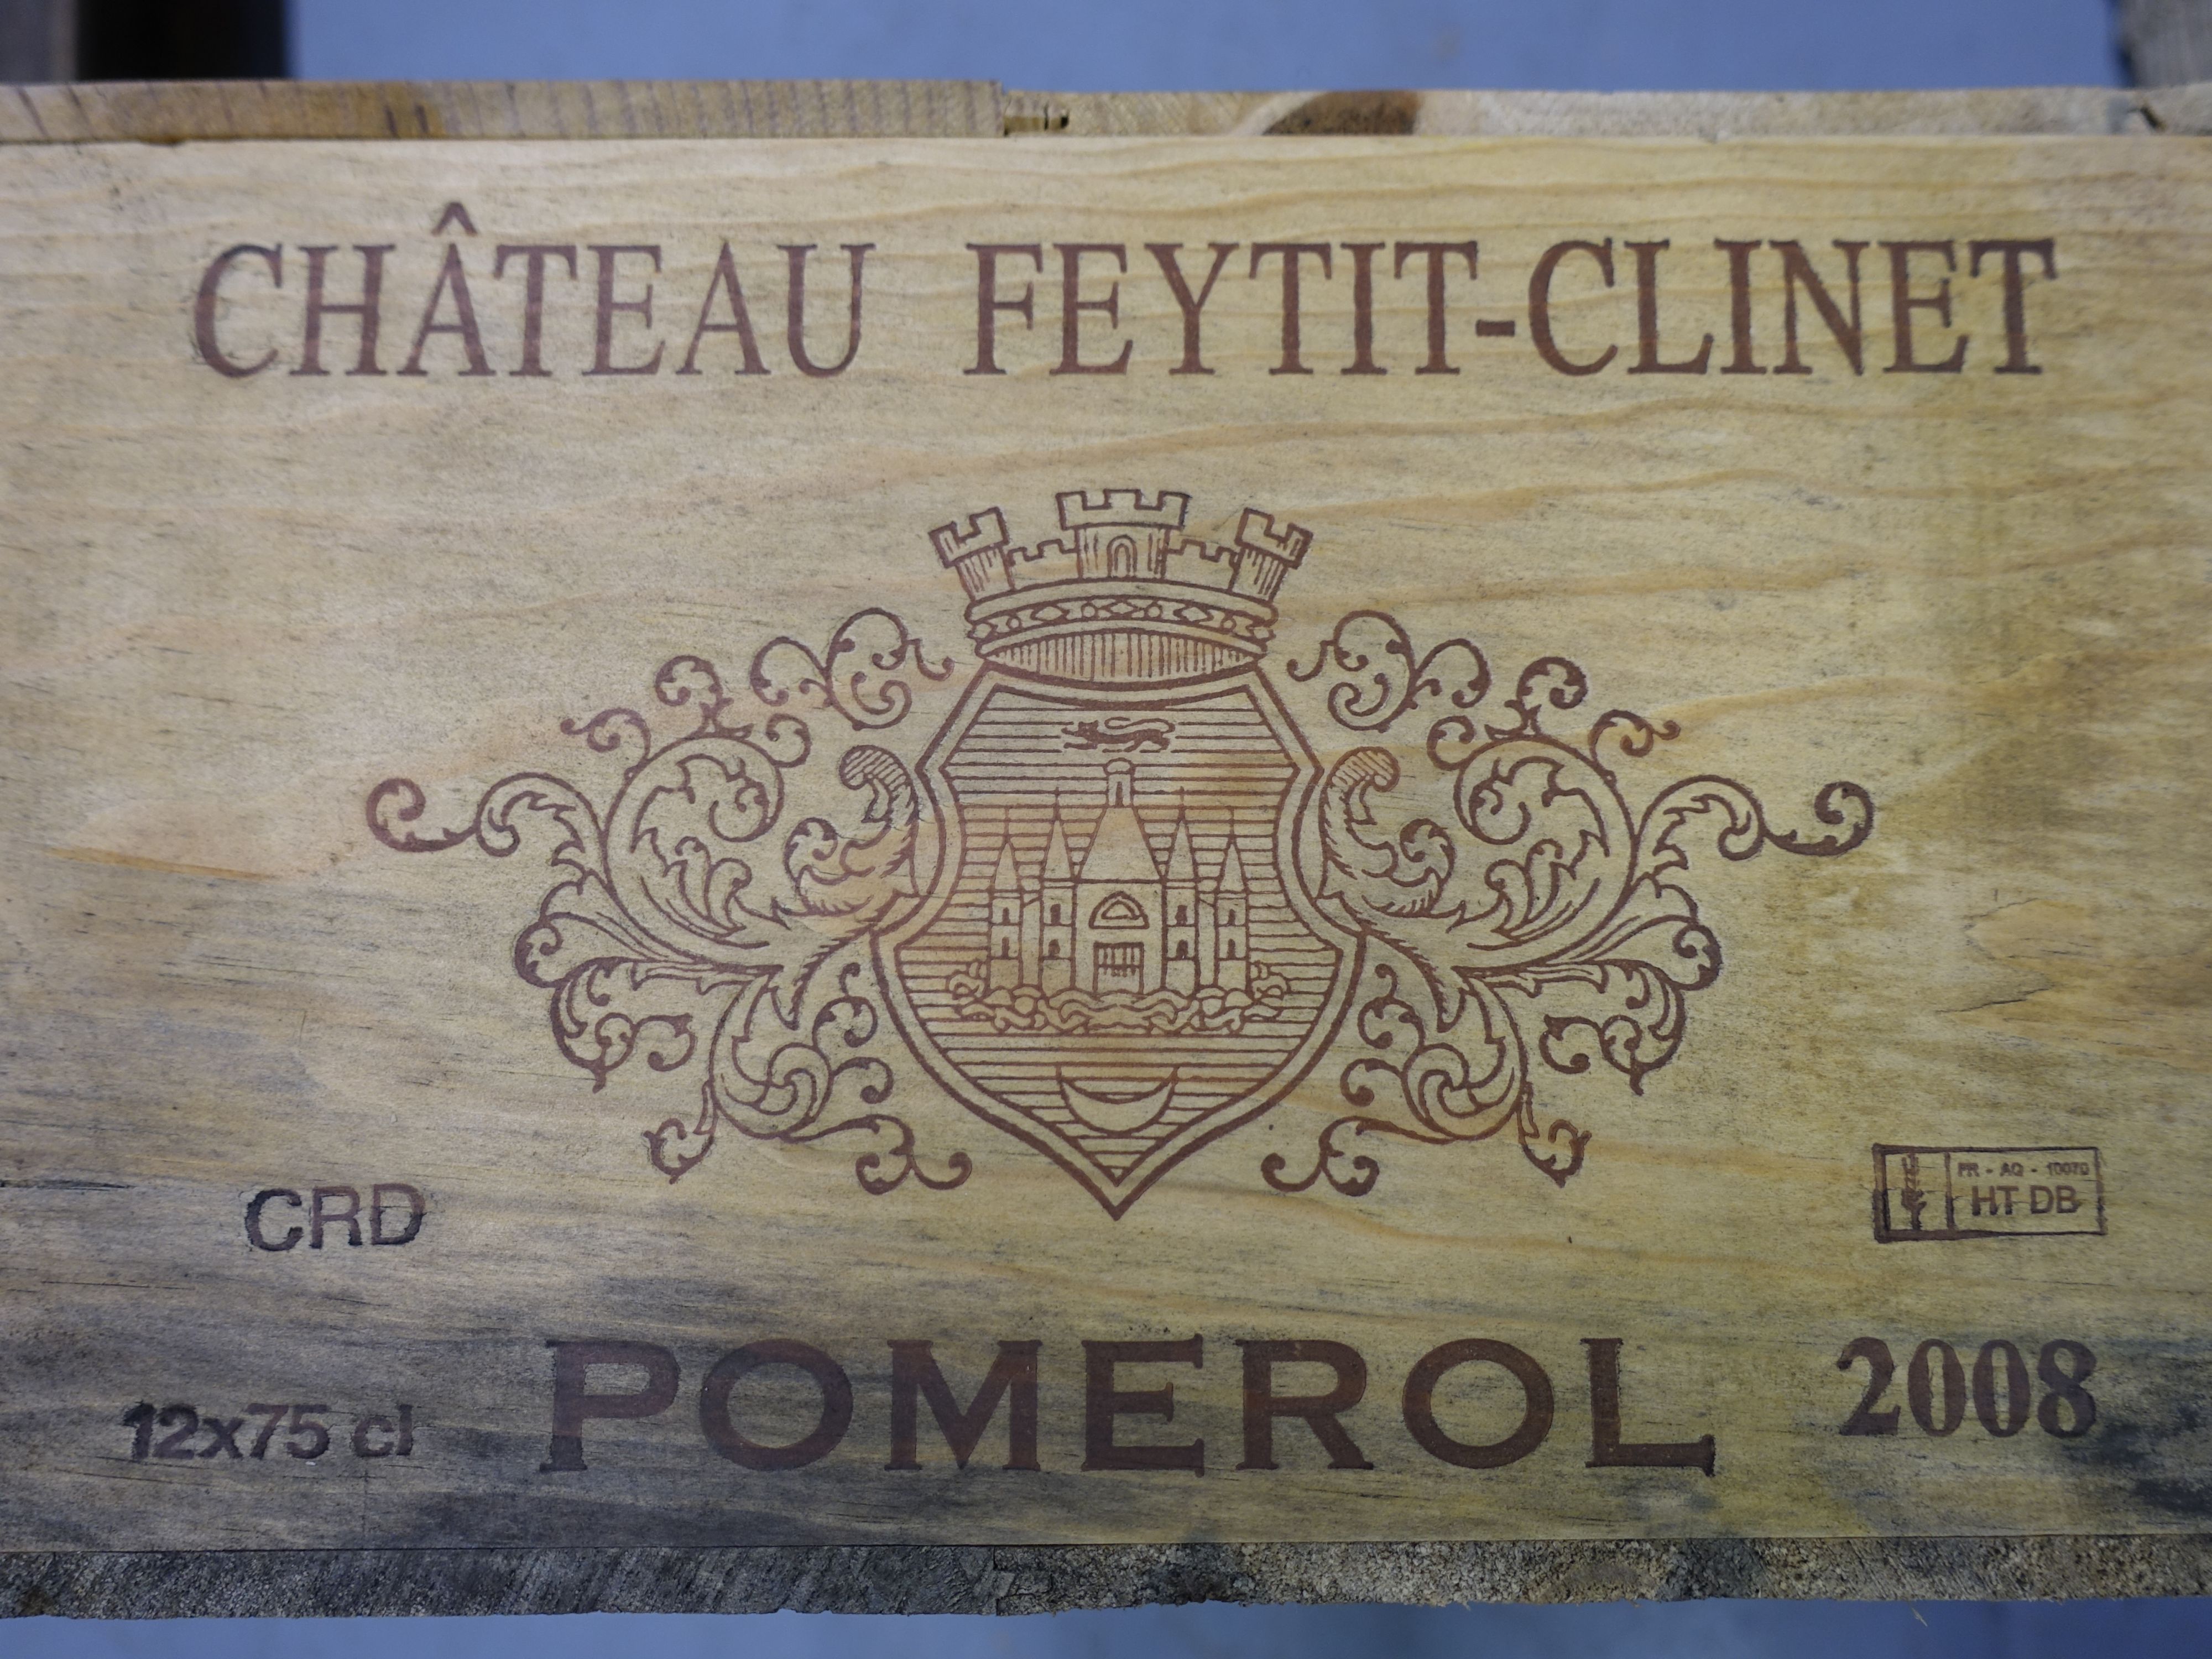 CHÂTEAU FEYTIT-CLINET
CRD
FR - AQ - 10070
HT DB
12x75 cl
POMEROL
2008